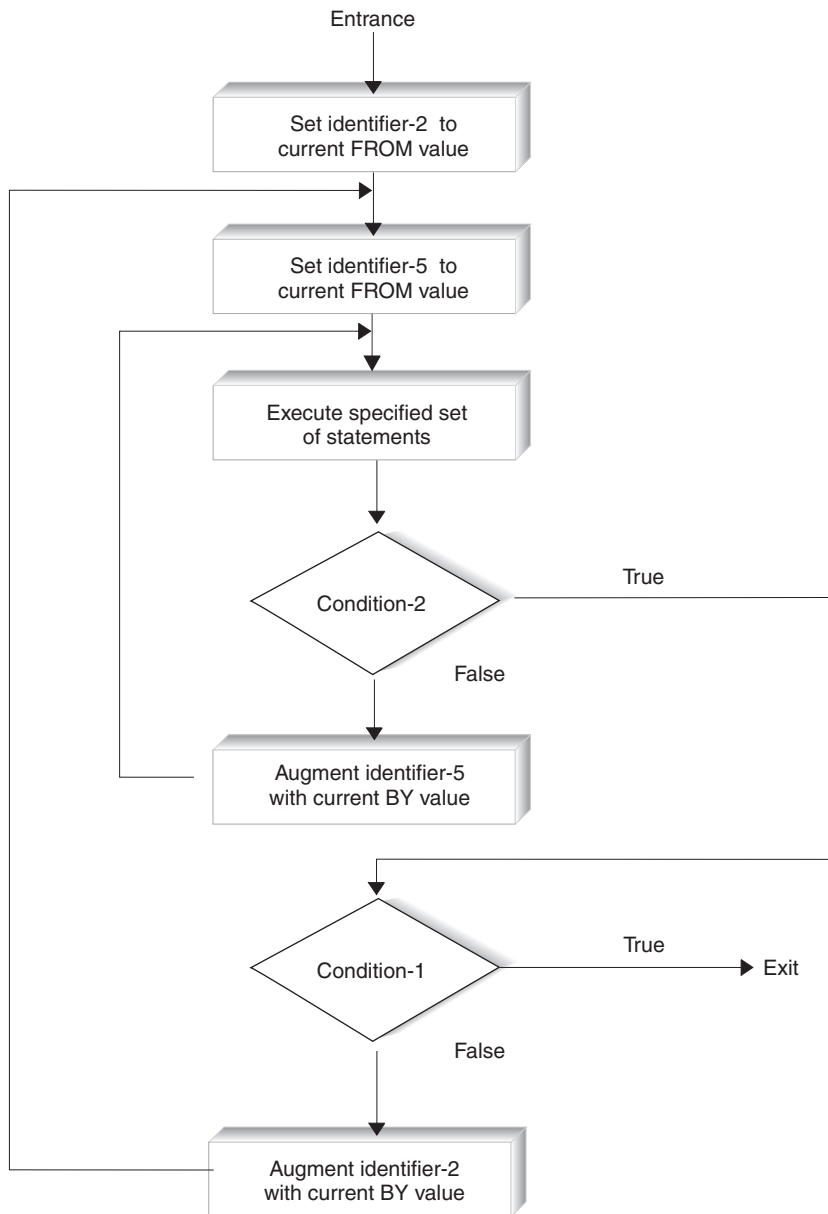 Entrance
Set identifier-2 to
current FROM value
Set identifier-5 to
current FROM value
Execute specified set
of statements
Condition-2
True
False
Augment identifier-5
with current BY value
Condition-1
True
Exit
False
Augment identifier-2
with current BY value